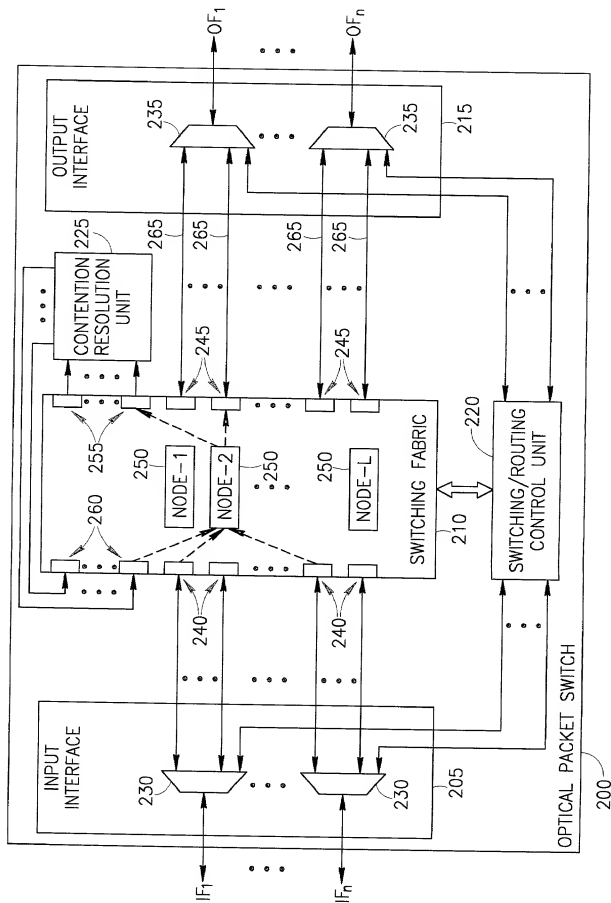 OF1
OFn
OUTPUT
INTERFACE
235
235
215
265
265
265
265
225
CONTENTION
RESOLUTION
UNIT
245
245
255
260
250
NODE-1
NODE-2
250
250
NODE-L
SWITCHING FABRIC
210
220
SWITCHING/ROUTING
CONTROL UNIT
240
240
INPUT
INTERFACE
230
230
205
IF1
IFn
OPTICAL PACKET SWITCH
200